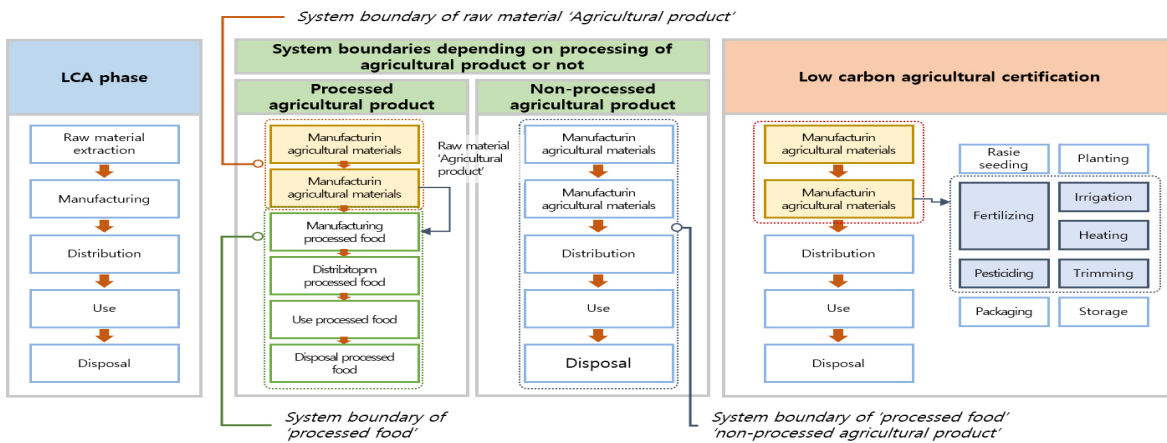 System boundary of raw material ‘Agricultural product’
LCA phase
Raw material
extraction
Manufacturing
Distribution
Use
Disposal
System boundaries depending on processing of
agricultural product or not
Processed
agricultural product
Manufacturin
agricultural materials
Manufacturin
agricultural materials
Raw material
‘Agricultural
product’
Manufacturing
processed food
Distribitopm
processed food
Use processed food
Disposal processed
food
Non-processed
agricultural product
Manufacturin
agricultural materials
Manufacturin
agricultural materials
Distribution
Use
Disposal
Low carbon agricultural certification
Manufacturin
agricultural materials
Manufacturin
agricultural materials
Distribution
Use
Disposal
Rasie
seeding
Planting
Fertilizing
Irrigation
Heating
Pesticiding
Trimming
Packaging
Storage
System boundary of
‘processed food’
System boundary of ‘processed food’
‘non-processed agricultural product’